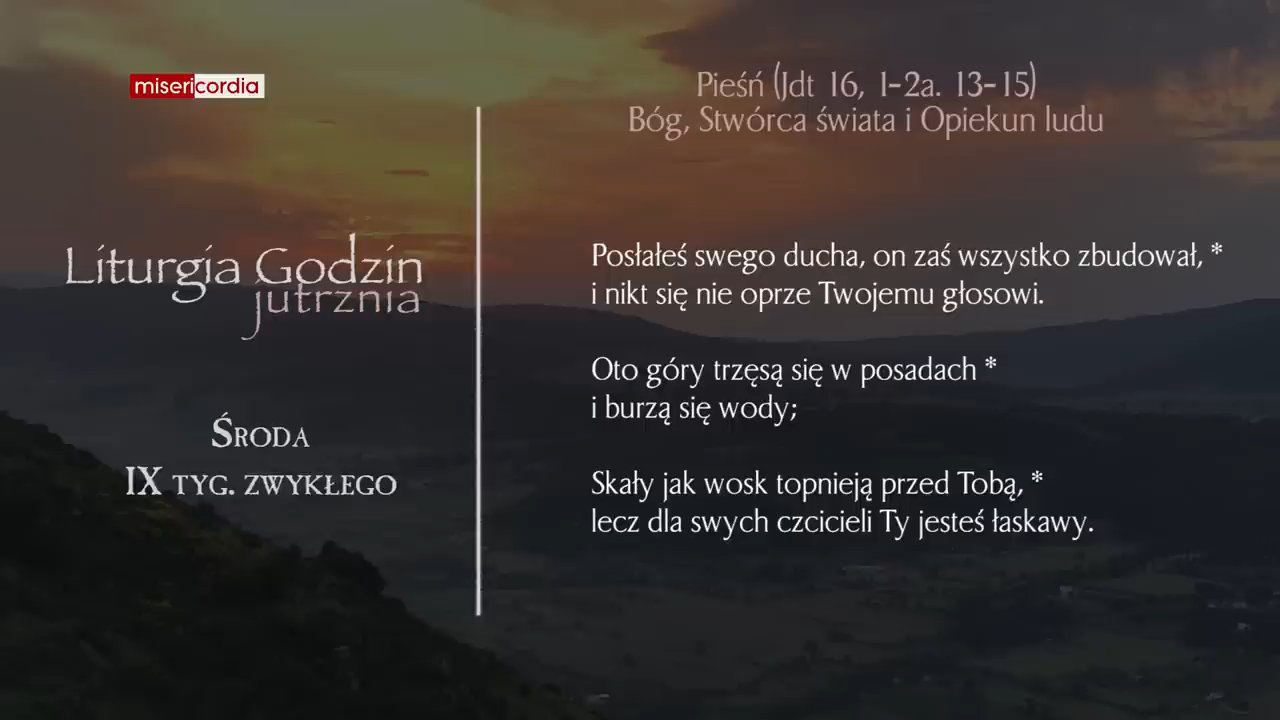 misericordia
Liturgia Godzin
jutrznia
Środa
IX tyg. zwykłego
Pieśń (Jdt 16, 1-2a. 13-15)
Bóg, Stwórca świata i Opiekun ludu
Posłałeś swego ducha, on zaś wszystko zbudował, *
i nikt się nie oprze Twojemu głosowi.
Oto góry trzęsą się w posadach *
i burzą się wody;
Skały jak wosk topnieją przed Tobą, *
lecz dla swych czcicieli Ty jesteś łaskawy.